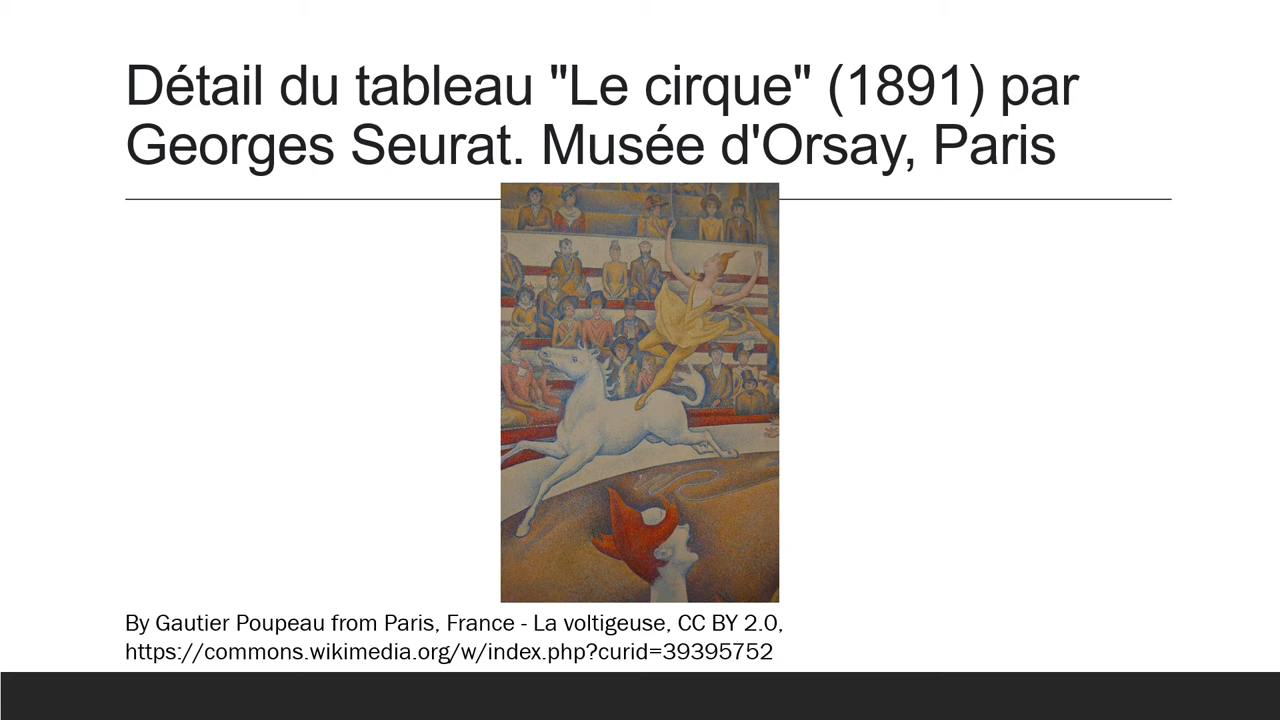 Détail du tableau "Le cirque" (1891) par
Georges Seurat. Musée d'Orsay, Paris
By Gautier Poupeau from Paris, France - La voltigeuse, CC BY 2.0,
https://commons.wikimedia.org/w/index.php?curid=39395752